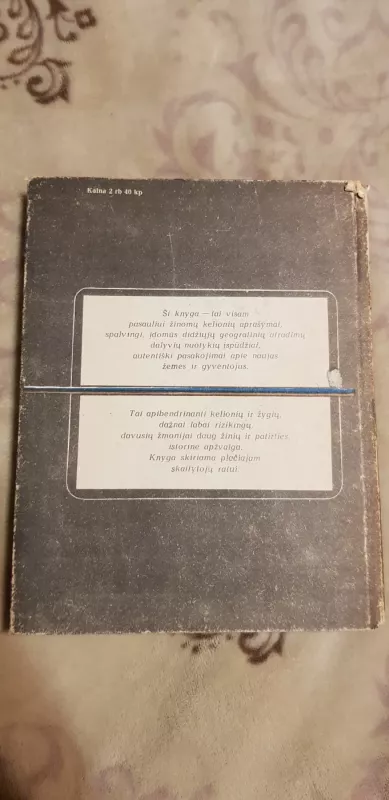 Kaina 2 rb 40 kp
Ši knyga — tai visam
pasauliui žinomų kelionių aprašymai,
spalvingi, įdomūs didžiųjų geografinių atradimų
dalyvių nuotykių įspūdžiai,
autentiški pasakojimai apie naujas
žemes ir gyventojus.
Tai apibendrinanti kelionių ir žygių,
dažnai labai rizikingų,
davusių žmonijai daug žinių ir patirties,
istorinė apžvalga.
Knyga skiriama plačiajam
skaitytojų ratui.